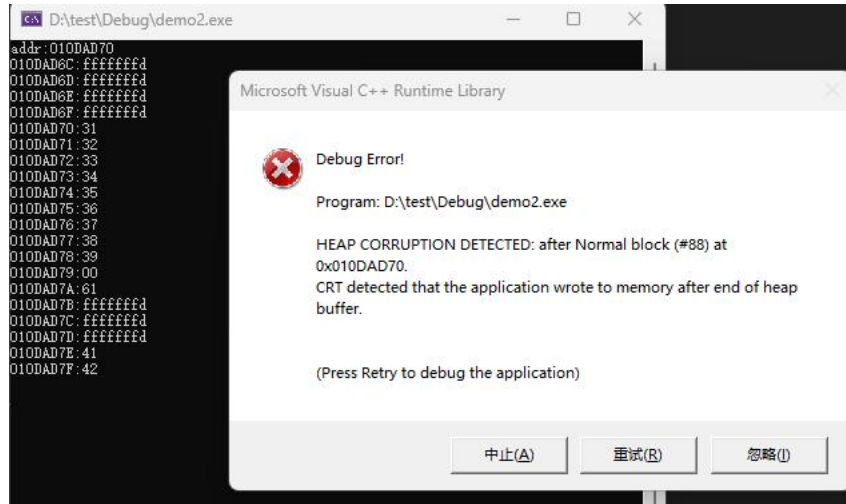 D:\test\Debug\demo2.exe
addr:010DAD70
010DAD6C:fffffffd
010DAD6D:fffffffd
010DAD6E:fffffffd
010DAD6F:fffffffd
010DAD70:31
010DAD71:32
010DAD72:33
010DAD73:34
010DAD74:35
010DAD75:36
010DAD76:37
010DAD77:38
010DAD78:39
010DAD79:00
010DAD7A:61
010DAD7B:fffffffd
010DAD7C:fffffffd
010DAD7D:fffffffd
010DAD7E:41
010DAD7F:42
Microsoft Visual C++ Runtime Library
Debug Error!
Program: D:\test\Debug\demo2.exe
HEAP CORRUPTION DETECTED: after Normal block (#88) at
0x010DAD70.
CRT detected that the application wrote to memory after end of heap
buffer.
(Press Retry to debug the application)
中止(A) 重试(R) 忽略(I)